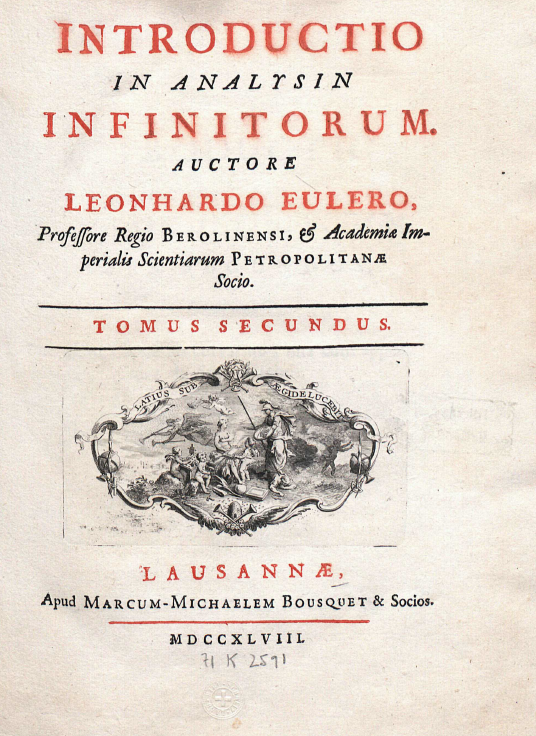 INTRODUCTIO
IN ANALYSIN
INFINITORUM.
AUCTORE
LEONHARDO EULERO,
Profeſſore Regio BEROLINENSI, & Academiæ Im-
perialis Scientiarum PETROPOLITANÆ
Socio.
TOMUS SECUNDUS.
LATIUS SUB ÆGIDE LUCEBIT
LAUSANNÆ,
Apud MARCUM-MICHAELEM BOUSQUET & Socios.
MDCCXLVIII.
71 K 2591